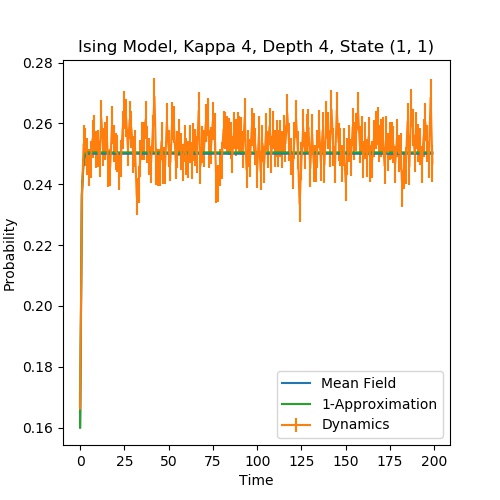 Ising Model, Kappa 4, Depth 4, State (1, 1)
0.28
0.26
0.24
0.22
0.20
0.18
0.16
Probability
0 25 50 75 100 125 150 175 200
Time
Mean Field
1-Approximation
Dynamics